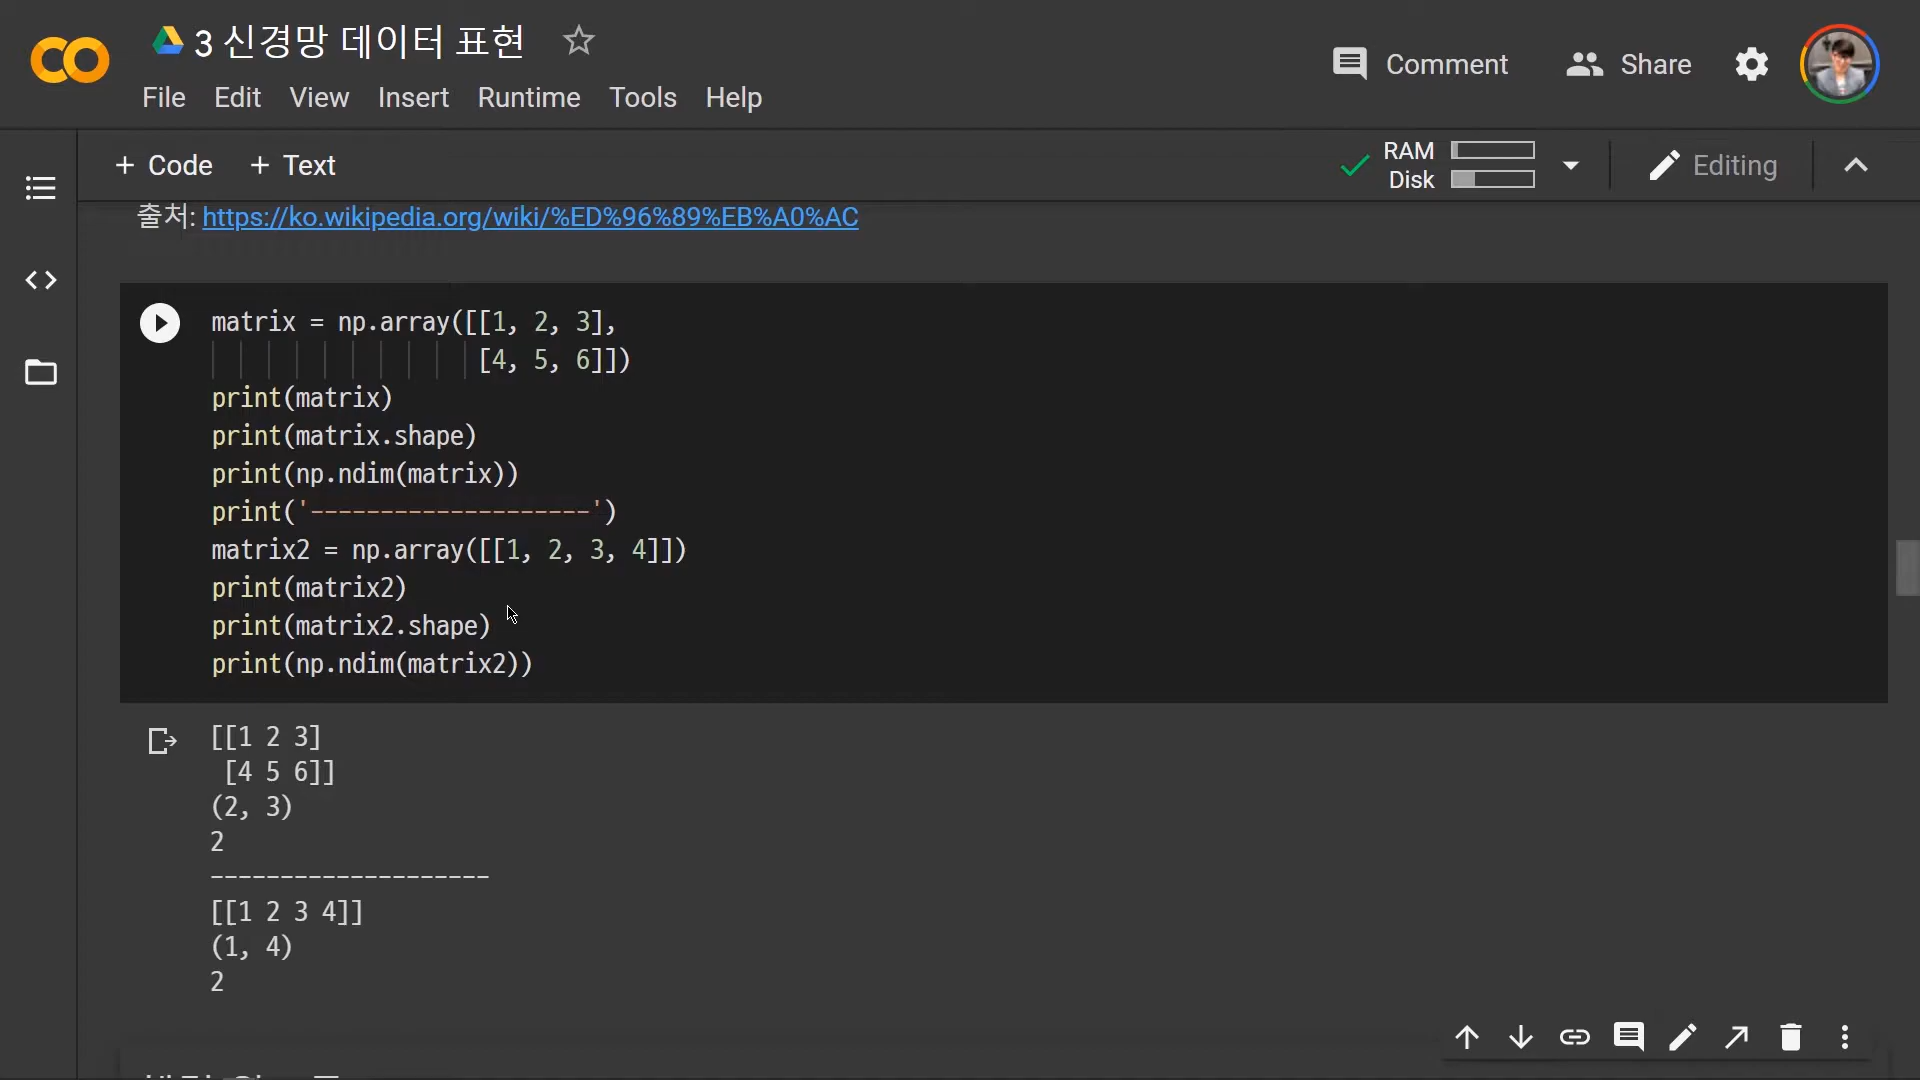 3 신경망 데이터 표현
Comment
Share
File Edit View Insert Runtime Tools Help
+ Code + Text
RAM
Disk
Editing
출처: https://ko.wikipedia.org/wiki/%ED%96%89%EB%A0%AC
matrix = np.array([[1, 2, 3],
[4, 5, 6]])
print(matrix)
print(matrix.shape)
print(np.ndim(matrix))
print('--------------------')
matrix2 = np.array([[1, 2, 3, 4]])
print(matrix2)
print(matrix2.shape)
print(np.ndim(matrix2))
[[1 2 3]
[4 5 6]]
(2, 3)
2
--------------------
[[1 2 3 4]]
(1, 4)
2